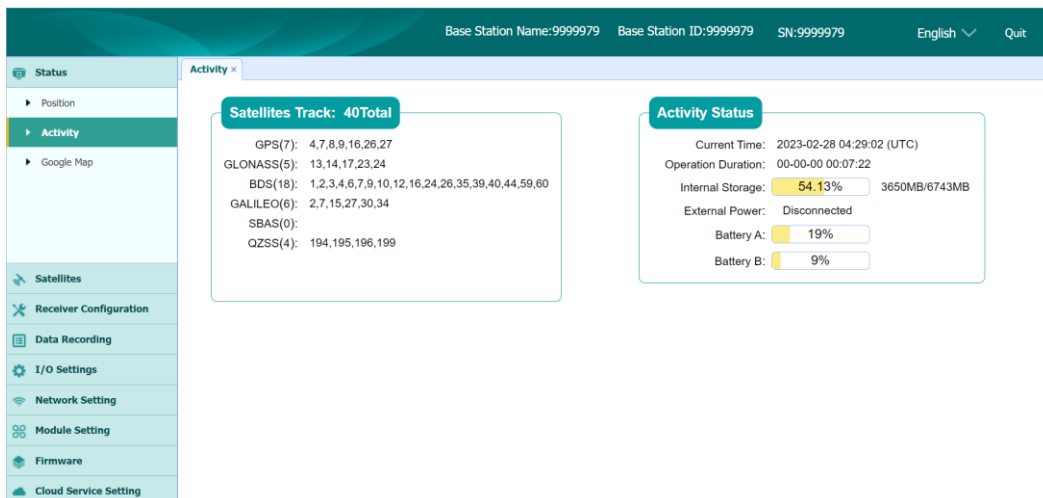 Base Station Name:9999979 Base Station ID:9999979 SN:9999979 English Quit
Status
Position
Activity
Google Map
Satellites
Receiver Configuration
Data Recording
I/O Settings
Network Setting
Module Setting
Firmware
Cloud Service Setting
Activity ×
Satellites Track: 40Total
GPS(7): 4,7,8,9,16,26,27
GLONASS(5): 13,14,17,23,24
BDS(18): 1,2,3,4,6,7,9,10,12,16,24,26,35,39,40,44,59,60
GALILEO(6): 2,7,15,27,30,34
SBAS(0):
QZSS(4): 194,195,196,199
Activity Status
Current Time: 2023-02-28 04:29:02 (UTC)
Operation Duration: 00-00-00 00:07:22
Internal Storage: 54.13% 3650MB/6743MB
External Power: Disconnected
Battery A: 19%
Battery B: 9%